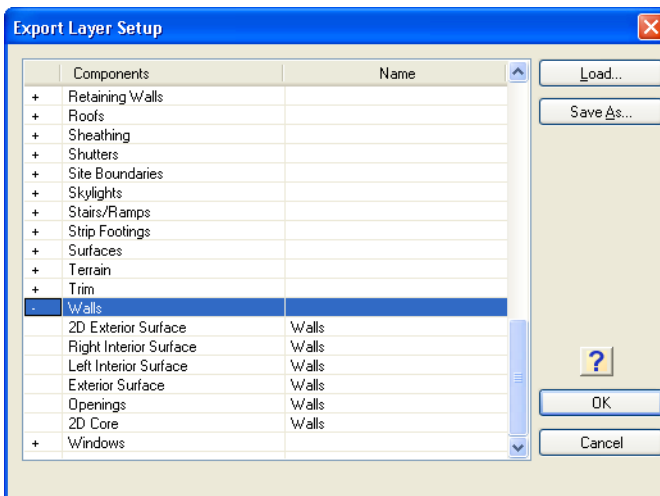 Export Layer Setup
Components Name
+ Retaining Walls
+ Roofs
+ Sheathing
+ Shutters
+ Site Boundaries
+ Skylights
+ Stairs/Ramps
+ Strip Footings
+ Surfaces
+ Terrain
+ Trim
- Walls
2D Exterior Surface Walls
Right Interior Surface Walls
Left Interior Surface Walls
Exterior Surface Walls
Openings Walls
2D Core Walls
+ Windows
Load...
Save As...
?
OK
Cancel